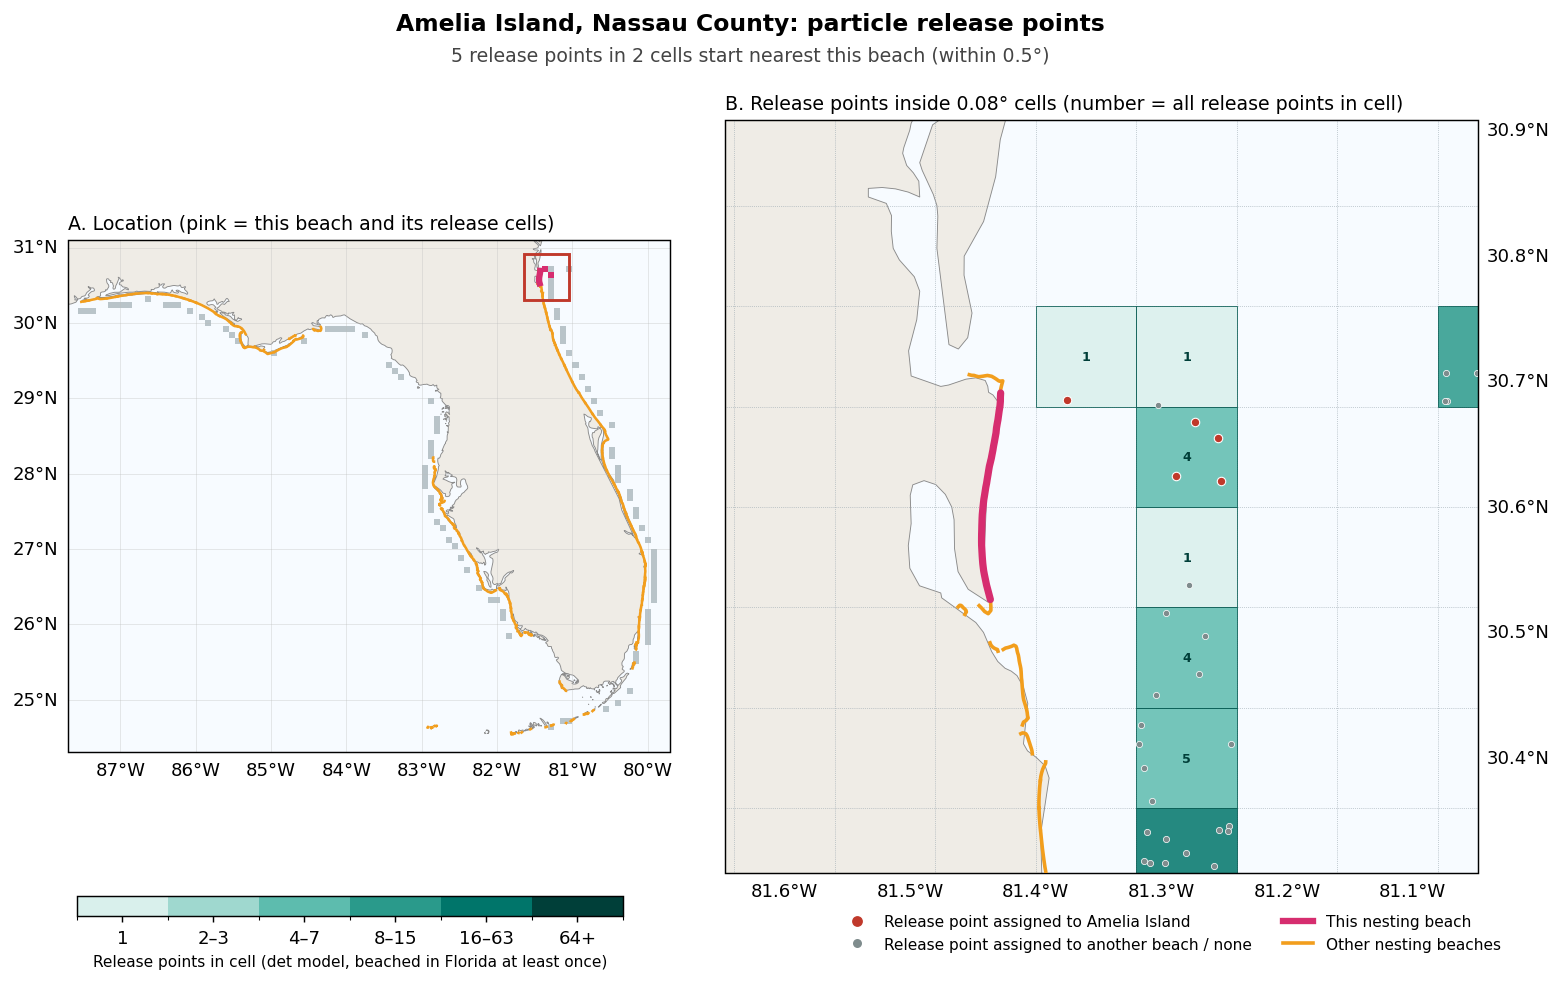 Amelia Island, Nassau County: particle release points
5 release points in 2 cells start nearest this beach (within 0.5°)
A. Location (pink = this beach and its release cells)
31°N
30°N
29°N
28°N
27°N
26°N
25°N
87°W 86°W 85°W 84°W 83°W 82°W 81°W 80°W
B. Release points inside 0.08° cells (number = all release points in cell)
1 1
4
1
4
5
30.9°N
30.8°N
30.7°N
30.6°N
30.5°N
30.4°N
81.6°W 81.5°W 81.4°W 81.3°W 81.2°W 81.1°W
1 2–3 4–7 8–15 16–63 64+
Release points in cell (det model, beached in Florida at least once)
Release point assigned to Amelia Island
Release point assigned to another beach / none
This nesting beach
Other nesting beaches